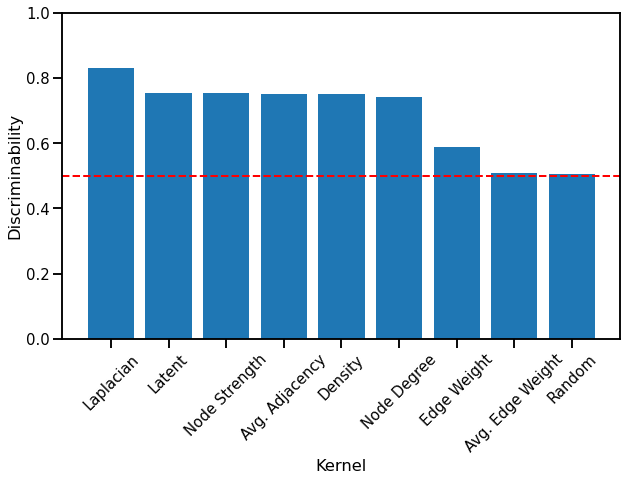 1.0
0.8
0.6
0.4
0.2
0.0
Discriminability
Laplacian
Latent
Node Strength
Avg. Adjacency
Density
Node Degree
Edge Weight
Avg. Edge Weight
Random
Kernel